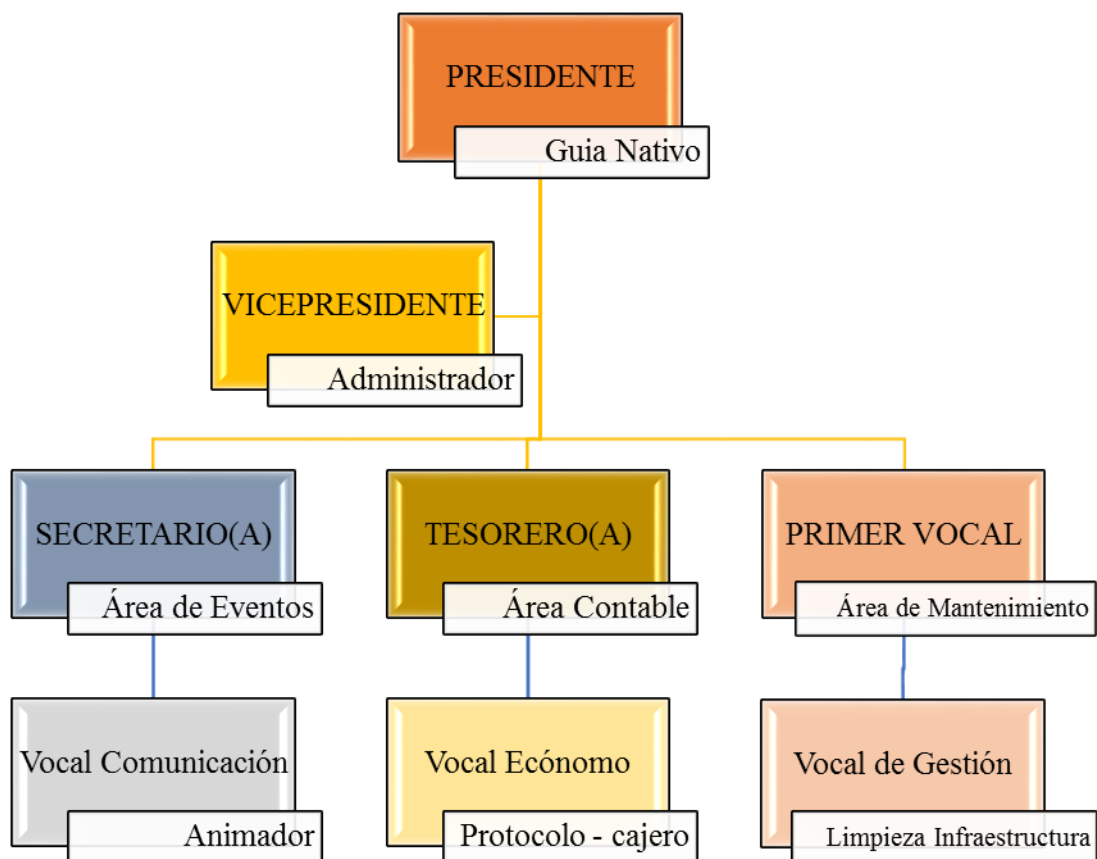 PRESIDENTE
Guia Nativo
VICEPRESIDENTE
Administrador
SECRETARIO(A)
Área de Eventos
TESORERO(A)
Área Contable
PRIMER VOCAL
Área de Mantenimiento
Vocal Comunicación
Animador
Vocal Ecónomo
Protocolo - cajero
Vocal de Gestión
Limpieza Infraestructura